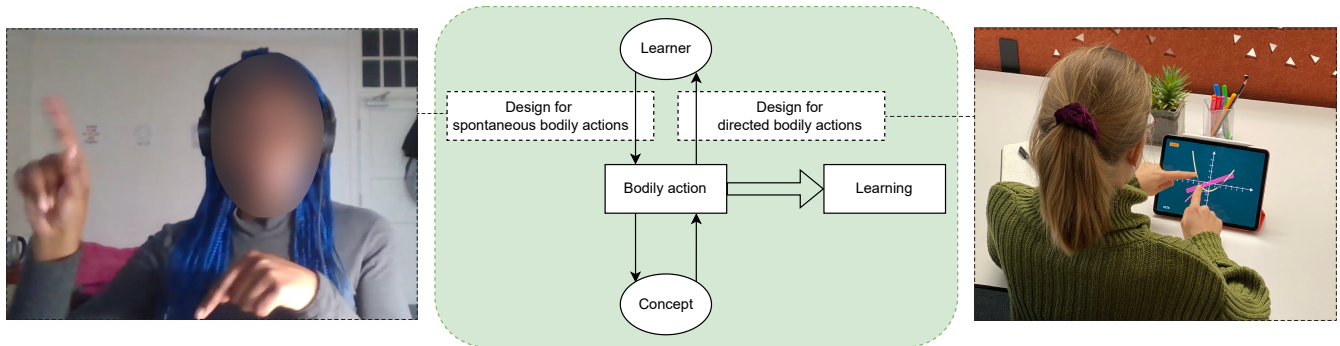 Learner
Design for
spontaneous bodily actions
Design for
directed bodily actions
Bodily action
Learning
Concept